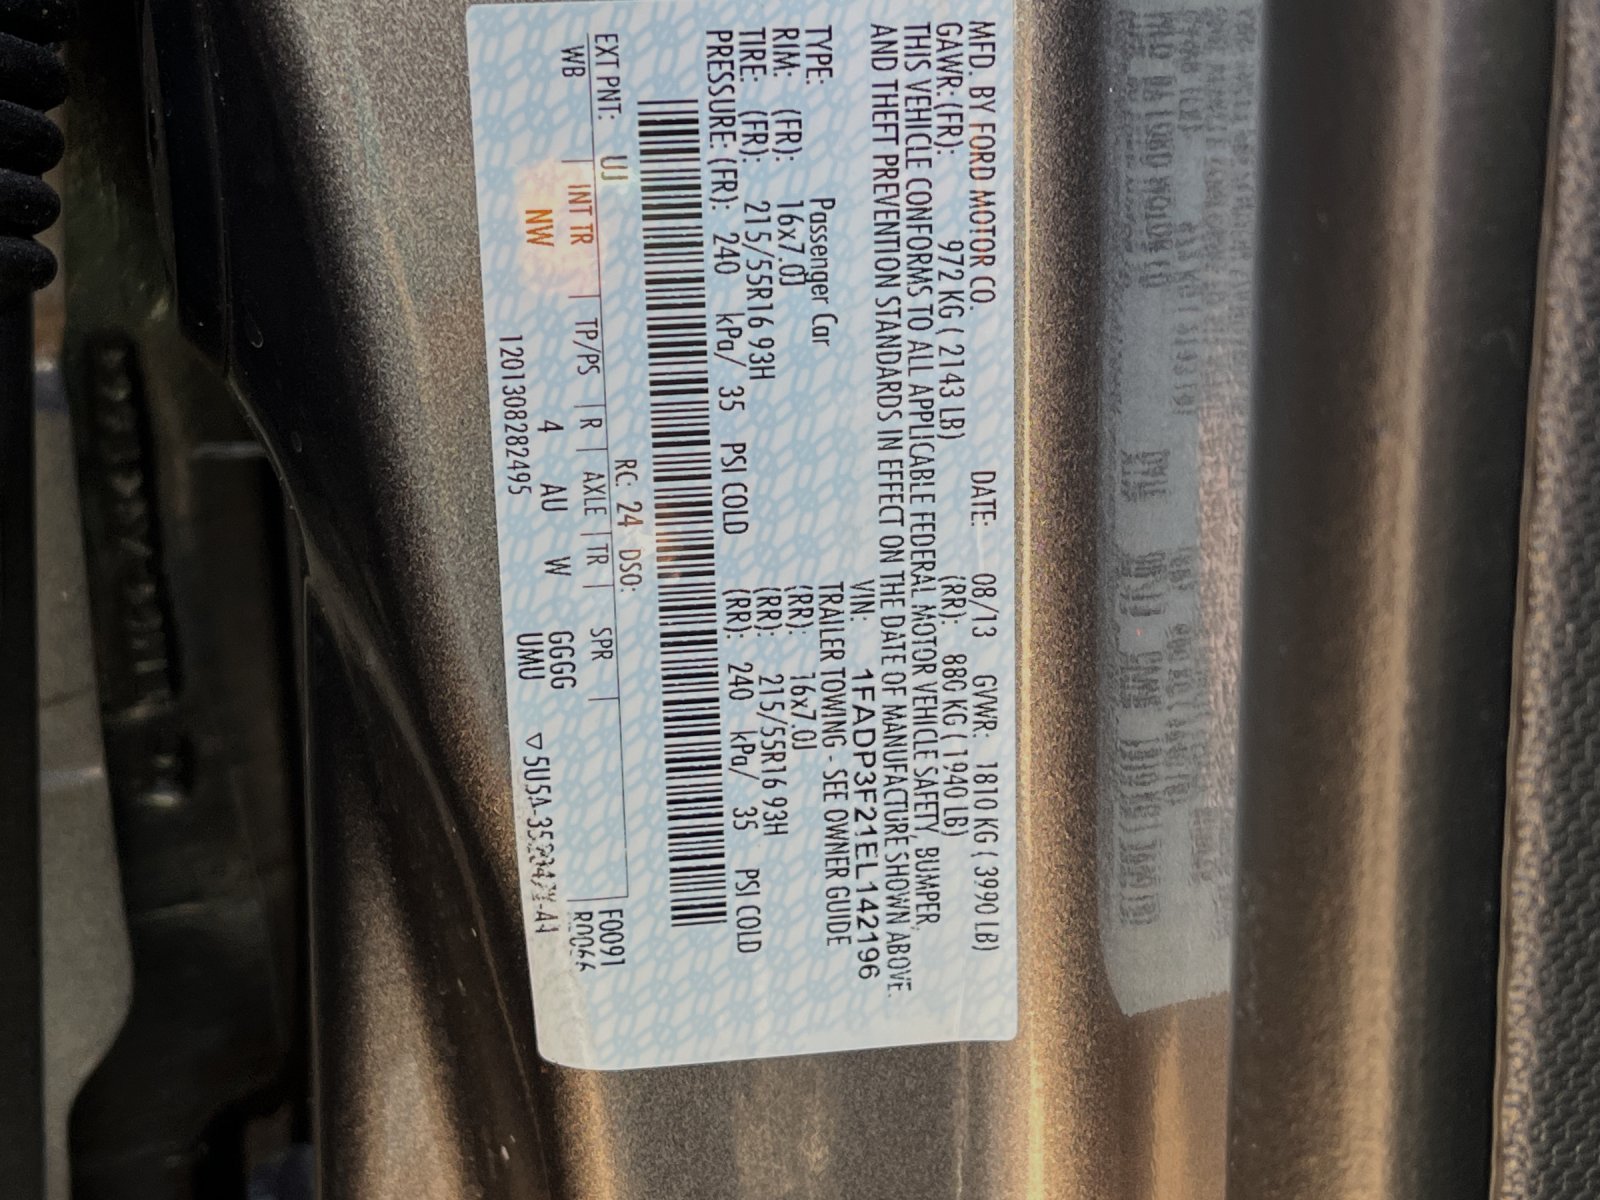 MFD. BY FORD MOTOR CO. DATE: 08/13 GVWR: 1810 KG ( 3990 LB)
GAWR: (FR): 972 KG ( 2143 LB) (RR): 880 KG ( 1940 LB)
THIS VEHICLE CONFORMS TO ALL APPLICABLE FEDERAL MOTOR VEHICLE SAFETY, BUMPER,
AND THEFT PREVENTION STANDARDS IN EFFECT ON THE DATE OF MANUFACTURE SHOWN ABOVE.
VIN: 1FADP3F21EL142196
TYPE: Passenger Car TRAILER TOWING - SEE OWNER GUIDE
RIM: (FR): 16x7.0J (RR): 16x7.0J
TIRE: (FR): 215/55R16 93H (RR): 215/55R16 93H
PRESSURE: (FR): 240 kPa/ 35 PSI COLD (RR): 240 kPa/ 35 PSI COLD
RC: 24 DSO: F0091
EXT PNT: UJ
WB INT TR TP/PS R AXLE TR SPR
NW 4 AU W GGGG
UMU
1201308282495